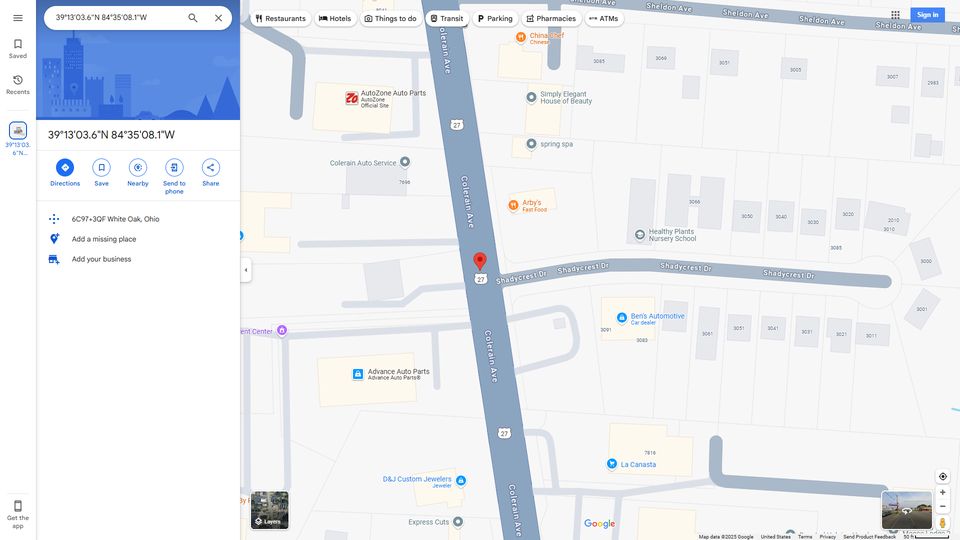 39°13'03.6"N 84°35'08.1"W
Restaurants
Hotels
Things to do
Transit
Parking
Pharmacies
ATMs
Sign in
Saved
Recents
39°13'03.
6"N...
39°13'03.6"N 84°35'08.1"W
Directions
Save
Nearby
Send to
phone
Share
6C97+3QF White Oak, Ohio
Add a missing place
Add your business
Get the
app
Sheldon Ave
Sheldon Ave
Sheldon Ave
Colerain Ave
China Chef
Chinese
3085
3069
3051
3005
3007
2983
AutoZone Auto Parts
AutoZone
Official Site
Simply Elegant
House of Beauty
27
spring spa
Colerain Auto Service
7696
Colerain Ave
Arby's
Fast Food
3066
3050
3040
3030
3020
2010
3010
Healthy Plants
Nursery School
3085
3000
27
Shadycrest Dr
Shadycrest Dr
Shadycrest Dr
Shadycrest Dr
3001
Ben's Automotive
Car dealer
3091
3083
3061
3051
3041
3031
3021
3011
ent Center
Colerain Ave
Advance Auto Parts
Advance Auto Parts®
27
7616
La Canasta
D&J Custom Jewelers
Jeweler
Colerain Ave
Express Cuts
Layers
Google
Map data ©2025 Google
United States
Terms
Privacy
Send Product Feedback
50 ft